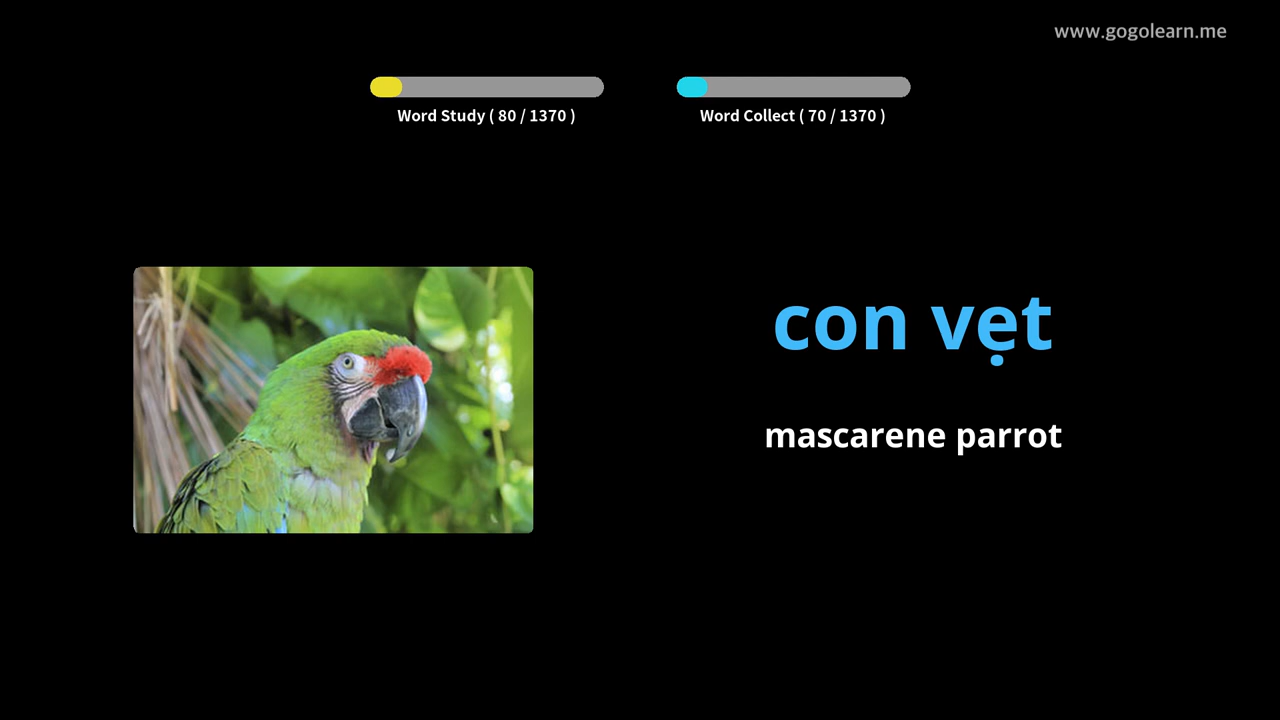 www.gogolearn.me
Word Study ( 80 / 1370 )
Word Collect ( 70 / 1370 )
con vẹt
mascarene parrot